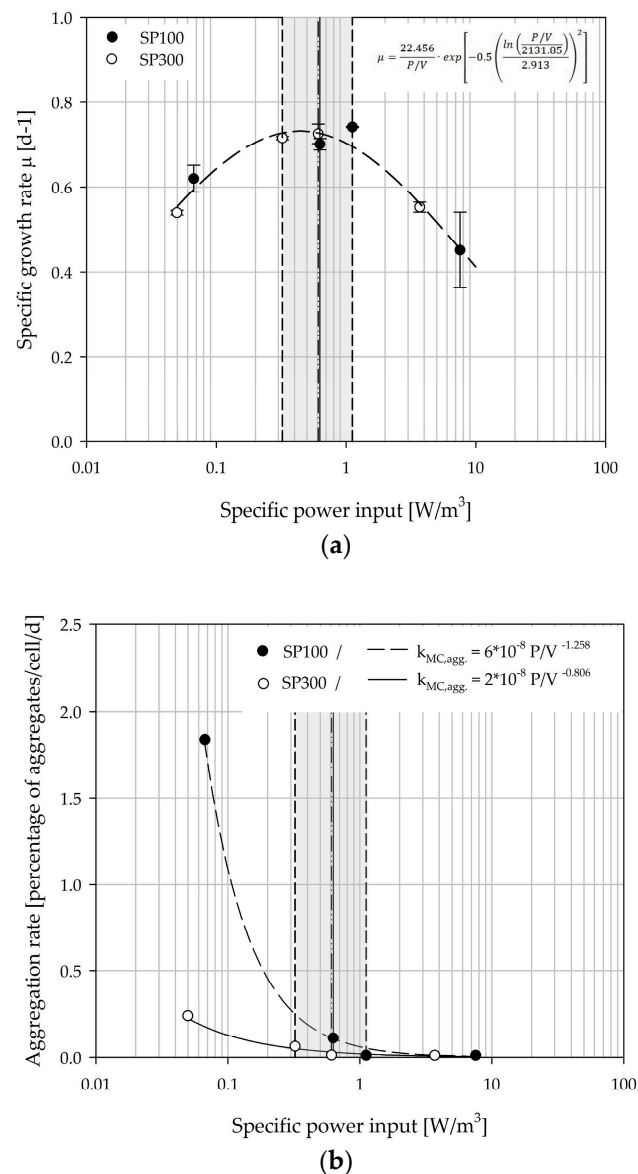 1.0
0.8
0.6
0.4
0.2
0.0
Specific growth rate μ [d-1]
SP100
SP300
μ = 22.456 / P/V · exp[−0.5(ln(P/V / 2131.85) / 2.913)²]
0.01 0.1 1 10 100
Specific power input [W/m³]
(a)
2.5
2.0
1.5
1.0
0.5
0.0
Aggregation rate [percentage of aggregates/cell/d]
SP100 / k_MC,agg. = 6*10⁻⁸ P/V ⁻¹·²⁵⁸
SP300 / k_MC,agg. = 2*10⁻⁸ P/V ⁻⁰·⁸⁰⁶
0.01 0.1 1 10 100
Specific power input [W/m³]
(b)